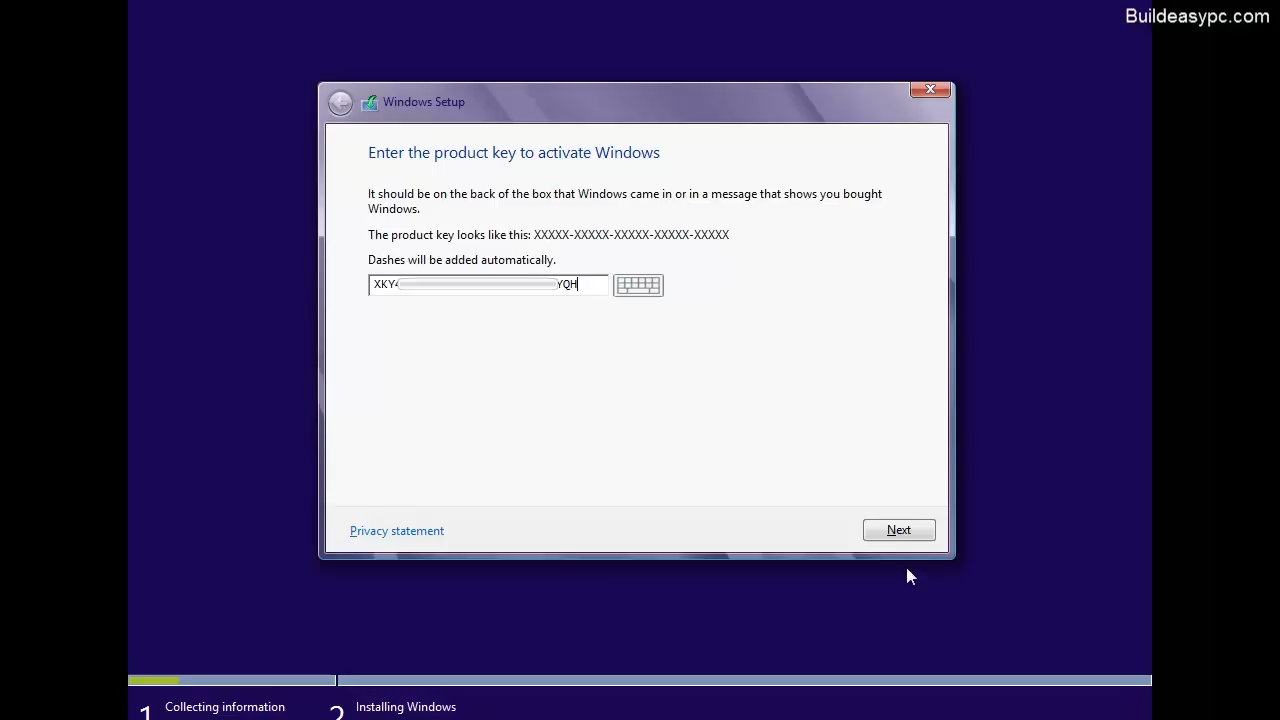 Buildeasypc.com
Windows Setup
Enter the product key to activate Windows
It should be on the back of the box that Windows came in or in a message that shows you bought
Windows.
The product key looks like this: XXXXX-XXXXX-XXXXX-XXXXX-XXXXX
Dashes will be added automatically.
XKY4 YQH
Privacy statement
Next
1 Collecting information
2 Installing Windows